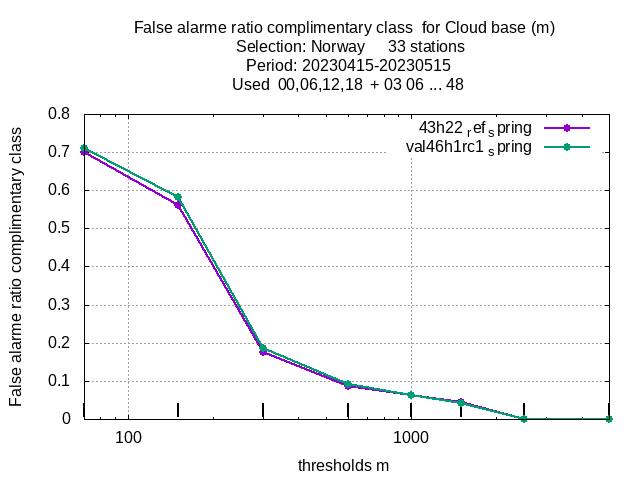 False alarme ratio complimentary class  for Cloud base (m)
Selection: Norway     33 stations
Period: 20230415-20230515
Used  00,06,12,18  + 03 06 ... 48
43h22 ref spring
val46h1rc1 spring
False alarme ratio complimentary class
0.8
0.7
0.6
0.5
0.4
0.3
0.2
0.1
0
100
1000
thresholds m